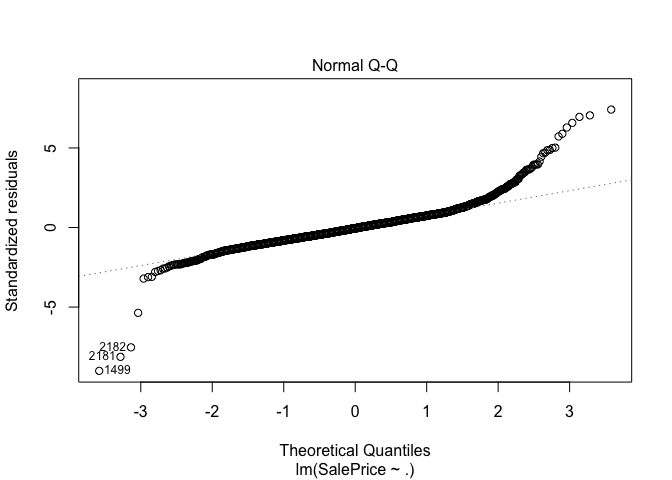 Normal Q-Q
Standardized residuals
5
0
-5
2182
2181
1499
-3 -2 -1 0 1 2 3
Theoretical Quantiles
lm(SalePrice ~ .)